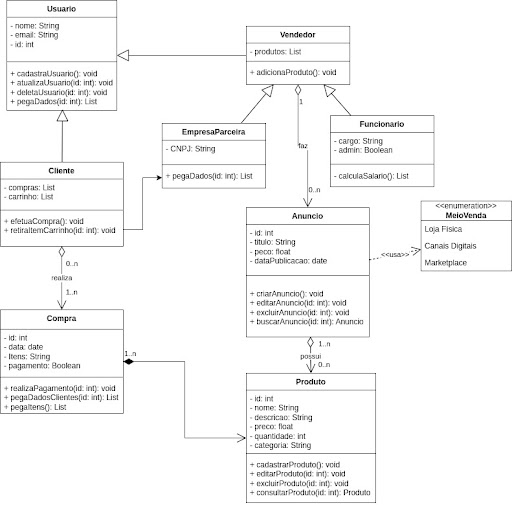 Usuario
- nome: String
- email: String
- id: int
+ cadastraUsuario(): void
+ atualizaUsuario(id: int): void
+ deletaUsuario(id: int): void
+ pegaDados(id: int): List
Vendedor
- produtos: List
+ adicionaProduto(): void
1
faz
0..n
EmpresaParceira
- CNPJ: String
+ pegaDados(id: int): List
Funcionario
- cargo: String
- admin: Boolean
- calculaSalario(): List
Cliente
- compras: List
- carrinho: List
+ efetuaCompra(): void
+ retiraItemCarrinho(id: int): void
0..n
realiza
1..n
Anuncio
- id: int
- titulo: String
- peco: float
- dataPublicacao: date
+ criarAnuncio(): void
+ editarAnuncio(id: int): void
+ excluirAnuncio(id: int): void
+ buscarAnuncio(id: int): Anuncio
<<usa>>
<<enumeration>>
MeioVenda
Loja Física
Canais Digitais
Marketplace
Compra
- id: int
- data: date
- Itens: String
- pagamento: Boolean
+ realizaPagamento(id: int): void
+ pegaDadosClientes(id: int): List
+ pegaItens(): List
1..n
1..n
possui
0..n
Produto
- id: int
- nome: String
- descricao: String
- preco: float
- quantidade: int
- categoria: String
+ cadastrarProduto(): void
+ editarProduto(id: int): void
+ excluirProduto(id: int): void
+ consultarProduto(id: int): Produto